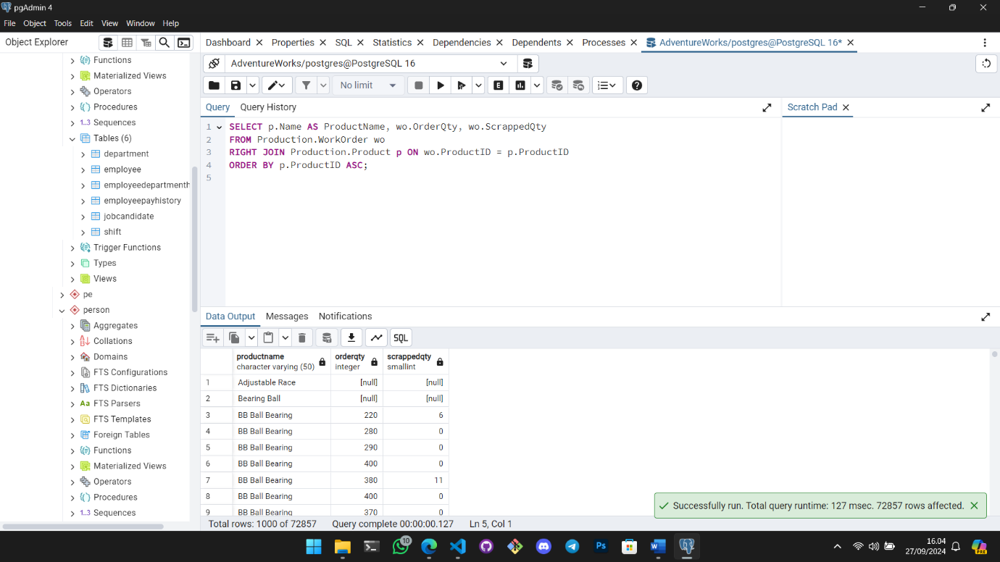 pgAdmin 4
File Object Tools Edit View Window Help
Object Explorer
Dashboard Properties SQL Statistics Dependencies Dependents Processes AdventureWorks/postgres@PostgreSQL 16*
Functions
Materialized Views
Operators
Procedures
1..3 Sequences
Tables (6)
department
employee
employeedepartmenth
employeepayhistory
jobcandidate
shift
Trigger Functions
Types
Views
pe
person
Aggregates
Collations
Domains
FTS Configurations
FTS Dictionaries
Aa FTS Parsers
FTS Templates
Foreign Tables
Functions
Materialized Views
Operators
Procedures
1..3 Sequences
AdventureWorks/postgres@PostgreSQL 16
No limit
E
Query Query History
Scratch Pad
1 SELECT p.Name AS ProductName, wo.OrderQty, wo.ScrappedQty
2 FROM Production.WorkOrder wo
3 RIGHT JOIN Production.Product p ON wo.ProductID = p.ProductID
4 ORDER BY p.ProductID ASC;
5
Data Output Messages Notifications
SQL
productname orderqty scrappedqty
character varying (50) integer smallint
1 Adjustable Race [null] [null]
2 Bearing Ball [null] [null]
3 BB Ball Bearing 220 6
4 BB Ball Bearing 280 0
5 BB Ball Bearing 290 0
6 BB Ball Bearing 400 0
7 BB Ball Bearing 380 11
8 BB Ball Bearing 400 0
9 BB Ball Bearing 370 0
Successfully run. Total query runtime: 127 msec. 72857 rows affected.
Total rows: 1000 of 72857 Query complete 00:00:00.127 Ln 5, Col 1
10
Ps
W
PRE
16.04
27/09/2024